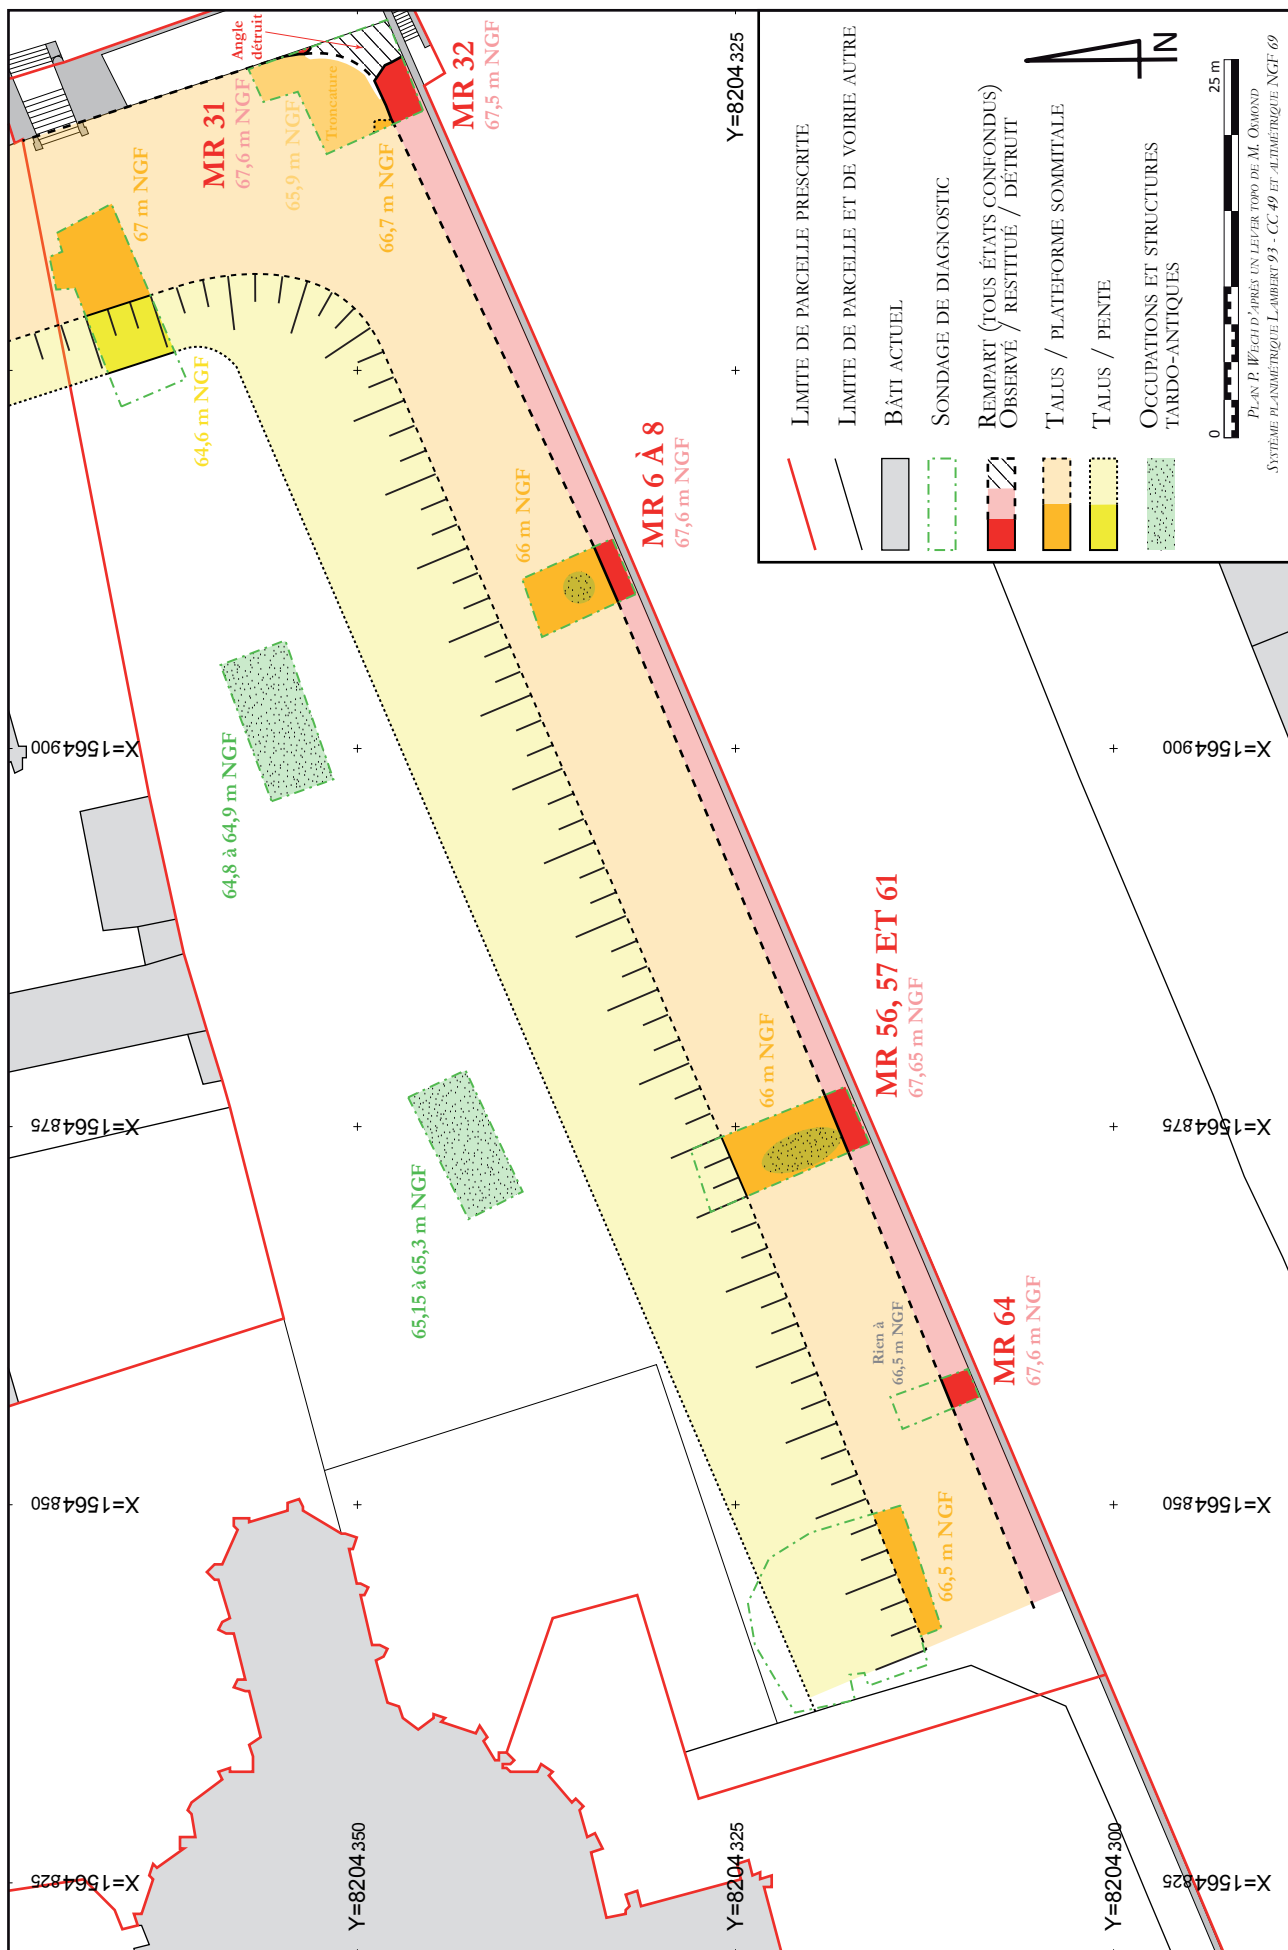 Angle
détruit
MR 31
67,6 m NGF
65,9 m NGF
Troncature
MR 32
67,5 m NGF
66,7 m NGF
67 m NGF
64,6 m NGF
MR 6 À 8
67,6 m NGF
66 m NGF
64,8 à 64,9 m NGF
MR 56, 57 ET 61
67,65 m NGF
66 m NGF
65,15 à 65,3 m NGF
MR 64
67,6 m NGF
Rien à
66,5 m NGF
66,5 m NGF
X=1564900
X=1564875
X=1564850
X=1564825
X=1564900
X=1564875
X=1564850
X=1564825
Y=8204350
Y=8204325
Y=8204300
Y=8204325
LIMITE DE PARCELLE PRESCRITE
LIMITE DE PARCELLE ET DE VOIRIE AUTRE
BÂTI ACTUEL
SONDAGE DE DIAGNOSTIC
REMPART (TOUS ÉTATS CONFONDUS)
OBSERVÉ / RESTITUÉ / DÉTRUIT
TALUS / PLATEFORME SOMMITALE
TALUS / PENTE
OCCUPATIONS ET STRUCTURES
TARDO-ANTIQUES
N
0
25 m
PLAN P. WECH D'APRÈS UN LEVER TOPO DE M. OSMOND
SYSTÈME PLANIMÉTRIQUE LAMBERT 93 - CC 49 ET ALTIMÉTRIQUE NGF 69